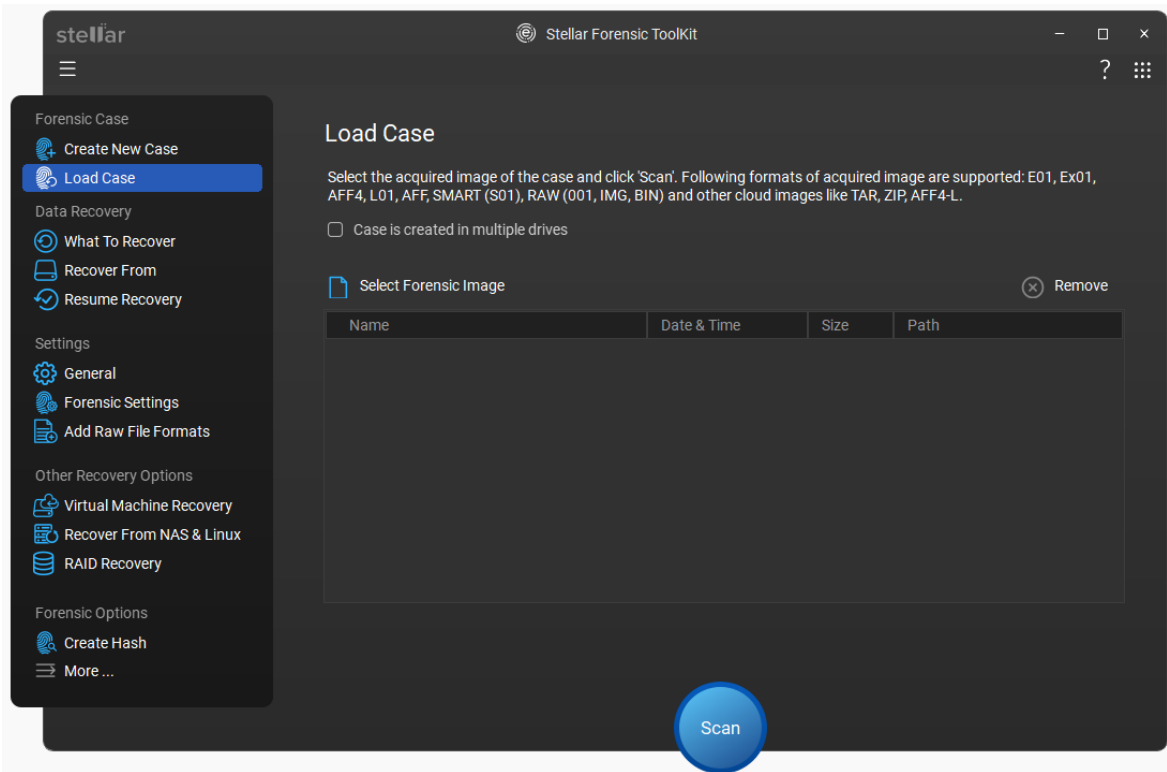 stellar
Stellar Forensic ToolKit
?
Forensic Case
Create New Case
Load Case
Data Recovery
What To Recover
Recover From
Resume Recovery
Settings
General
Forensic Settings
Add Raw File Formats
Other Recovery Options
Virtual Machine Recovery
Recover From NAS & Linux
RAID Recovery
Forensic Options
Create Hash
More ...
Load Case
Select the acquired image of the case and click 'Scan'. Following formats of acquired image are supported: E01, Ex01,
AFF4, L01, AFF, SMART (S01), RAW (001, IMG, BIN) and other cloud images like TAR, ZIP, AFF4-L.
Case is created in multiple drives
Select Forensic Image
Remove
Name Date & Time Size Path
Scan